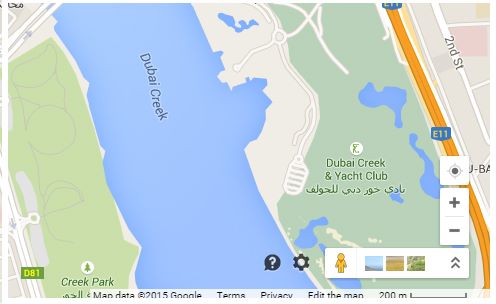 Dubai Creek
2nd St
E11
E11
Dubai Creek
& Yacht Club
نادي خور دبي للجولف
U-BA
D81
Creek Park
Map data ©2015 Google Terms Privacy Edit the map 200 m